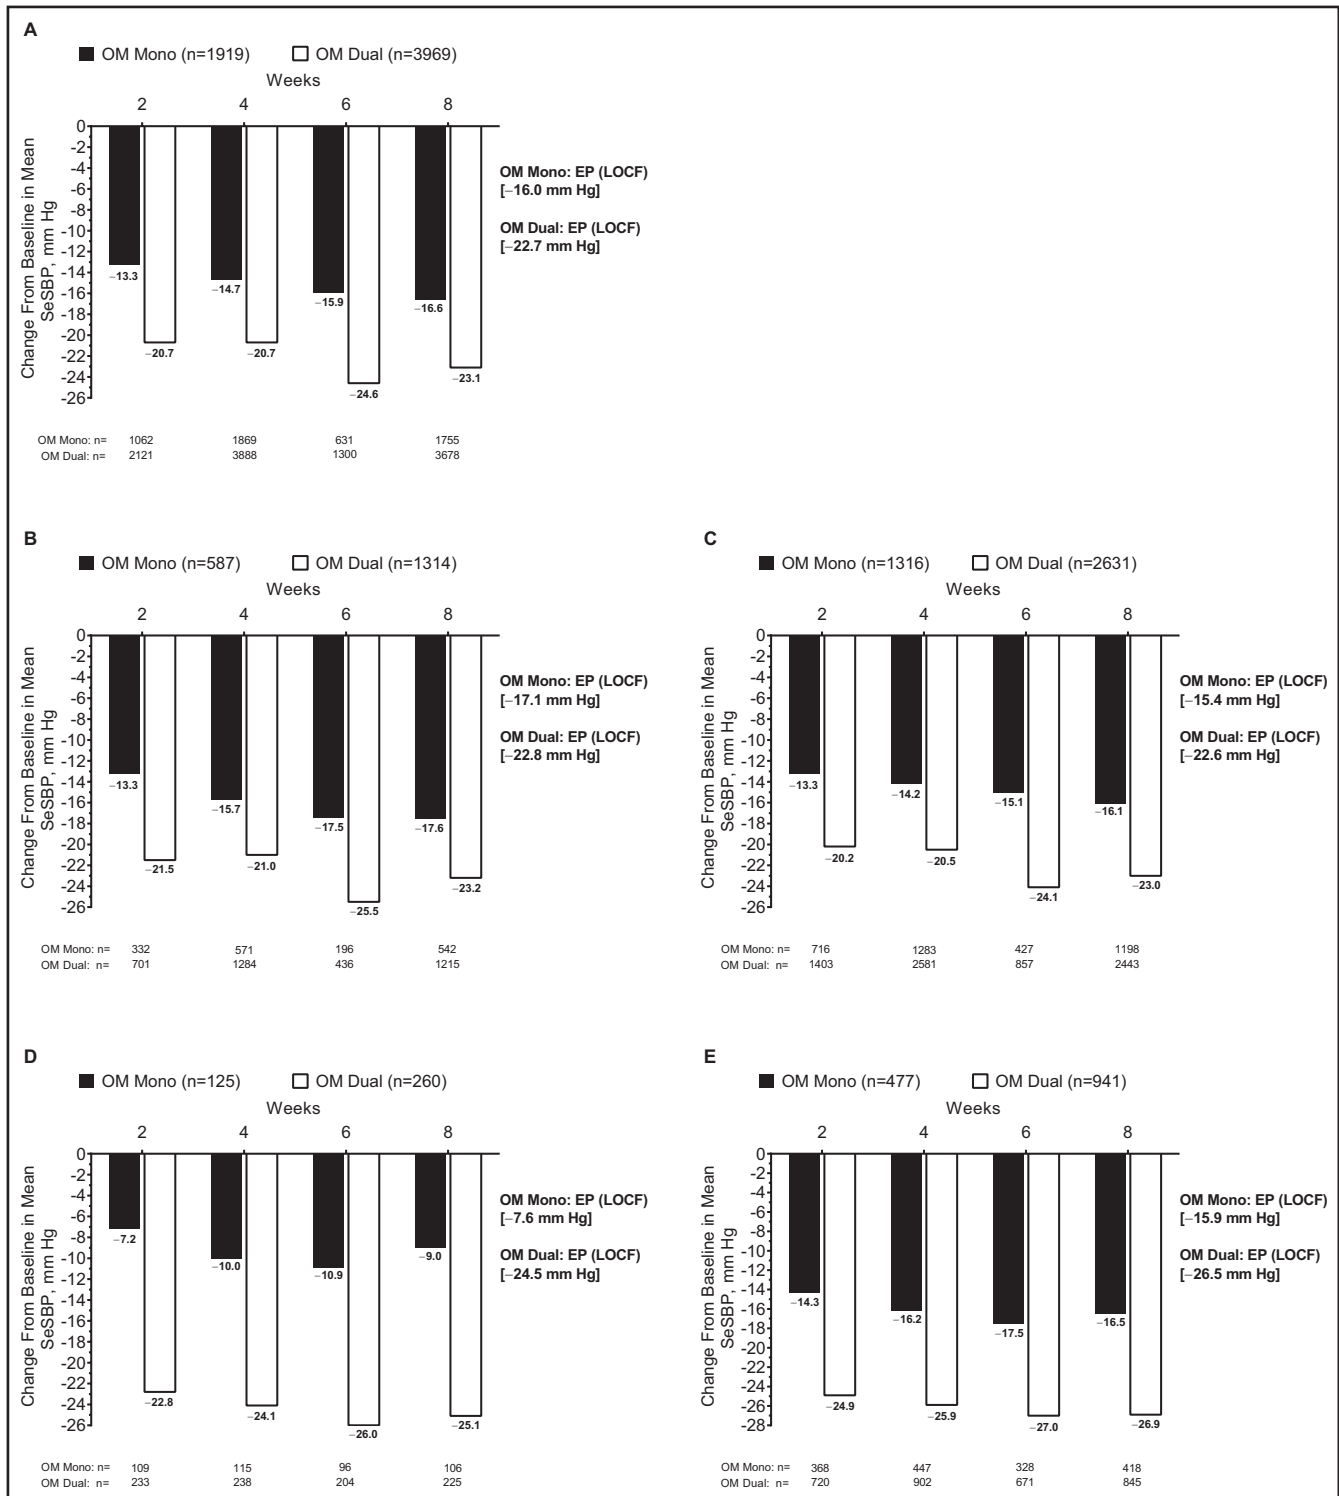 A
OM Mono (n=1919) OM Dual (n=3969)
Weeks
2 4 6 8
Change From Baseline in Mean
SeSBP, mm Hg
0
-2
-4
-6
-8
-10
-12
-14
-16
-18
-20
-22
-24
-26
−13.3 −20.7 −14.7 −20.7 −15.9 −24.6 −16.6 −23.1
OM Mono: EP (LOCF)
[−16.0 mm Hg]
OM Dual: EP (LOCF)
[−22.7 mm Hg]
OM Mono: n= 1062 1869 631 1755
OM Dual: n= 2121 3888 1300 3678
B
OM Mono (n=587) OM Dual (n=1314)
Weeks
2 4 6 8
Change From Baseline in Mean
SeSBP, mm Hg
0
-2
-4
-6
-8
-10
-12
-14
-16
-18
-20
-22
-24
-26
−13.3 −21.5 −15.7 −21.0 −17.5 −25.5 −17.6 −23.2
OM Mono: EP (LOCF)
[−17.1 mm Hg]
OM Dual: EP (LOCF)
[−22.8 mm Hg]
OM Mono: n= 332 571 196 542
OM Dual: n= 701 1284 436 1215
C
OM Mono (n=1316) OM Dual (n=2631)
Weeks
2 4 6 8
Change From Baseline in Mean
SeSBP, mm Hg
0
-2
-4
-6
-8
-10
-12
-14
-16
-18
-20
-22
-24
-26
−13.3 −20.2 −14.2 −20.5 −15.1 −24.1 −16.1 −23.0
OM Mono: EP (LOCF)
[−15.4 mm Hg]
OM Dual: EP (LOCF)
[−22.6 mm Hg]
OM Mono: n= 716 1283 427 1198
OM Dual: n= 1403 2581 857 2443
D
OM Mono (n=125) OM Dual (n=260)
Weeks
2 4 6 8
Change From Baseline in Mean
SeSBP, mm Hg
0
-2
-4
-6
-8
-10
-12
-14
-16
-18
-20
-22
-24
-26
−7.2 −22.8 −10.0 −24.1 −10.9 −26.0 −9.0 −25.1
OM Mono: EP (LOCF)
[−7.6 mm Hg]
OM Dual: EP (LOCF)
[−24.5 mm Hg]
OM Mono: n= 109 115 96 106
OM Dual: n= 233 238 204 225
E
OM Mono (n=477) OM Dual (n=941)
Weeks
2 4 6 8
Change From Baseline in Mean
SeSBP, mm Hg
0
-2
-4
-6
-8
-10
-12
-14
-16
-18
-20
-22
-24
-26
-28
−14.3 −24.9 −16.2 −25.9 −17.5 −27.0 −16.5 −26.9
OM Mono: EP (LOCF)
[−15.9 mm Hg]
OM Dual: EP (LOCF)
[−26.5 mm Hg]
OM Mono: n= 368 447 328 418
OM Dual: n= 720 902 671 845